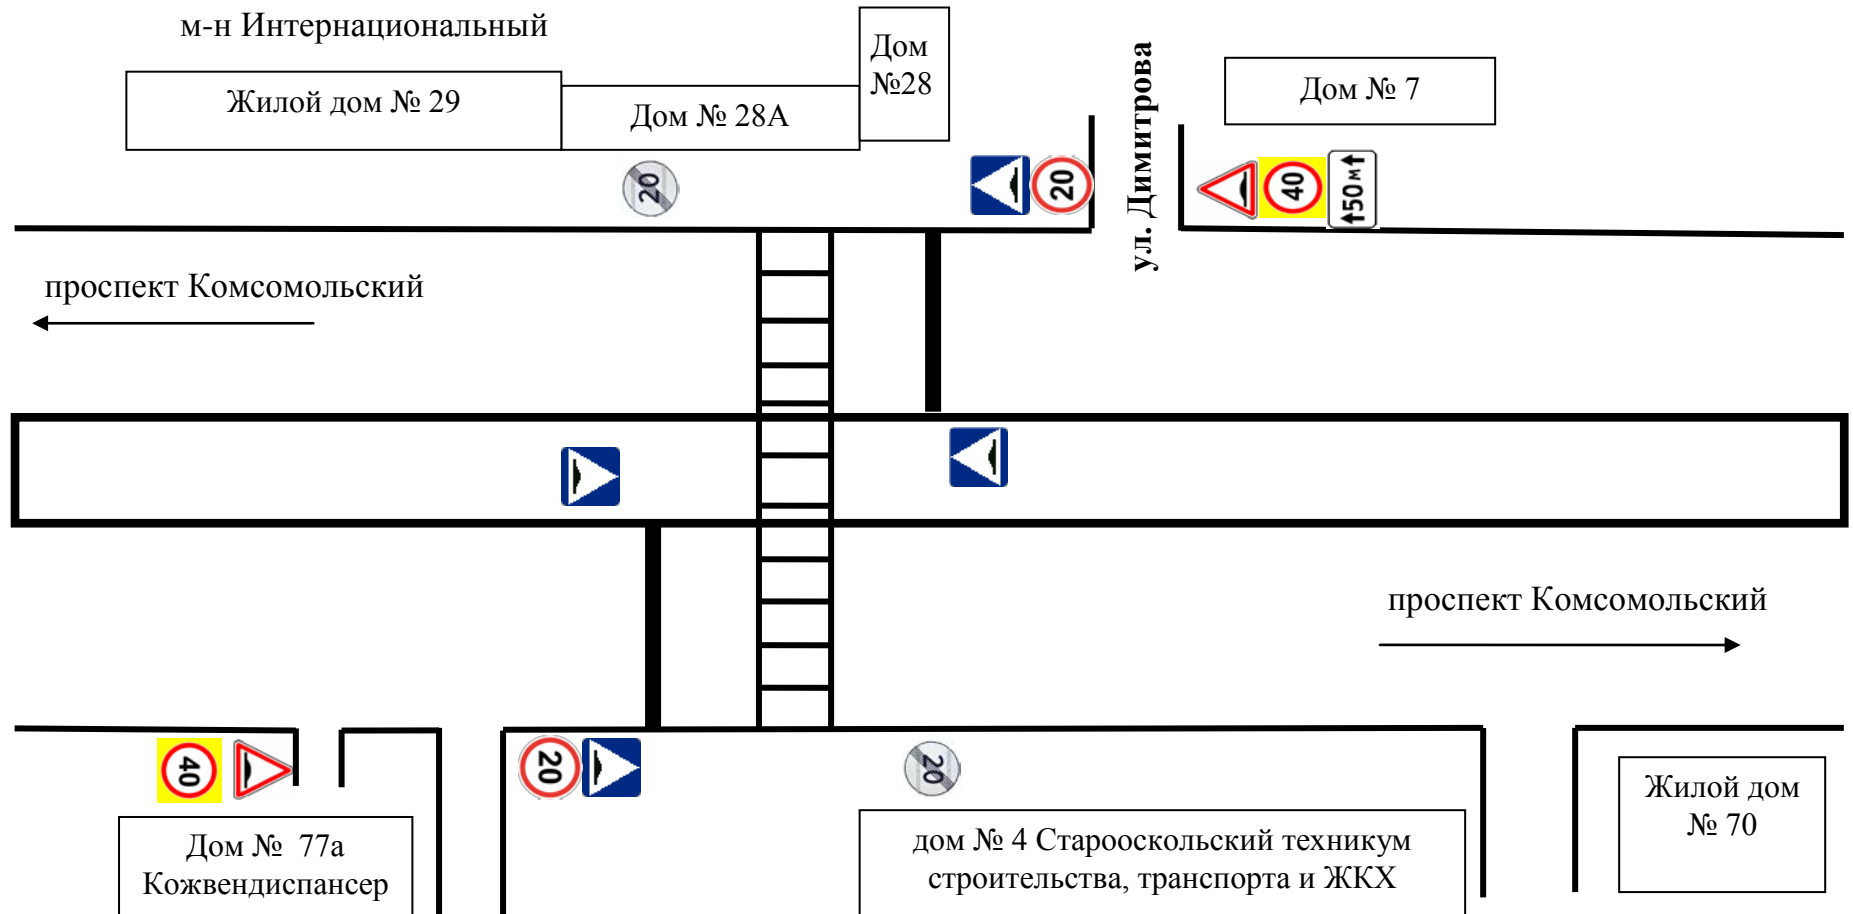 м-н Интернациональный
Дом
№28
Жилой дом № 29
Дом № 28А
ул. Димитрова
Дом № 7
20
20
40
150м
проспект Комсомольский
проспект Комсомольский
40
20
20
Дом № 77а
Кожвендиспансер
дом № 4 Старооскольский техникум
строительства, транспорта и ЖКХ
Жилой дом
№ 70